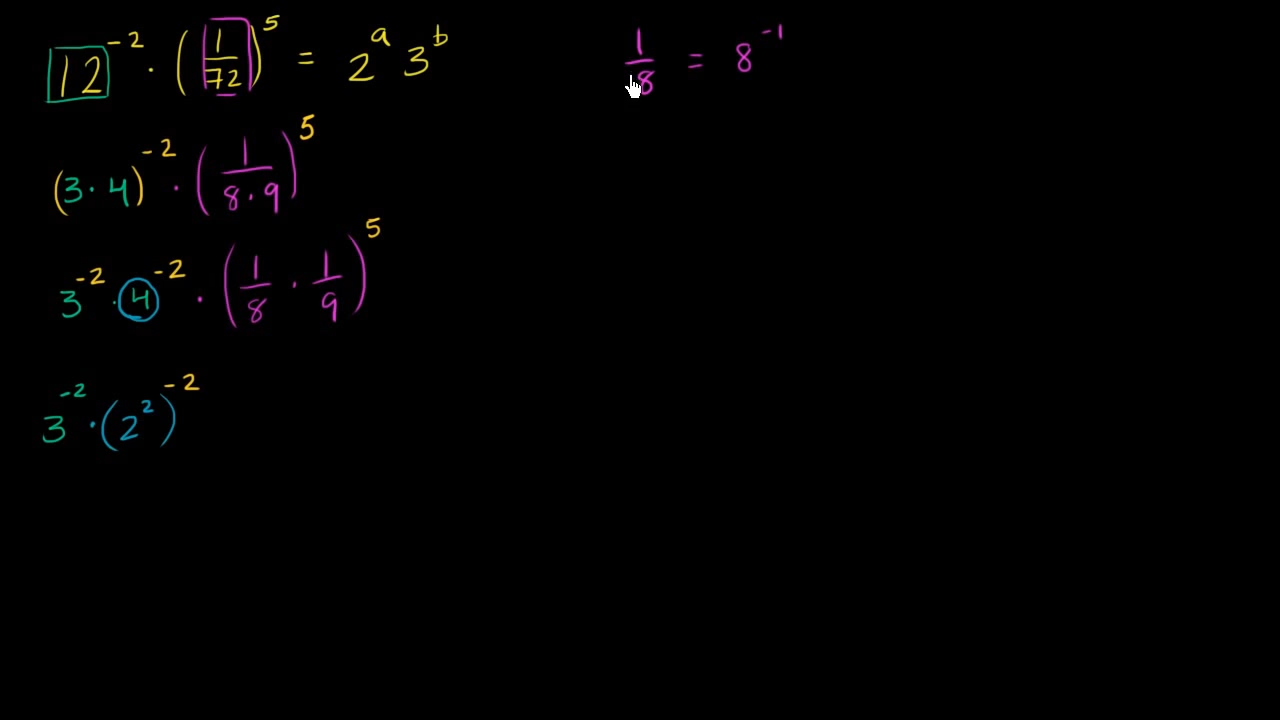 12^-2 · (1/72)^5 = 2^a 3^b
1/8 = 8^-1
(3 · 4)^-2 · (1/(8 · 9))^5
3^-2 · 4^-2 · (1/8 · 1/9)^5
3^-2 · (2^2)^-2